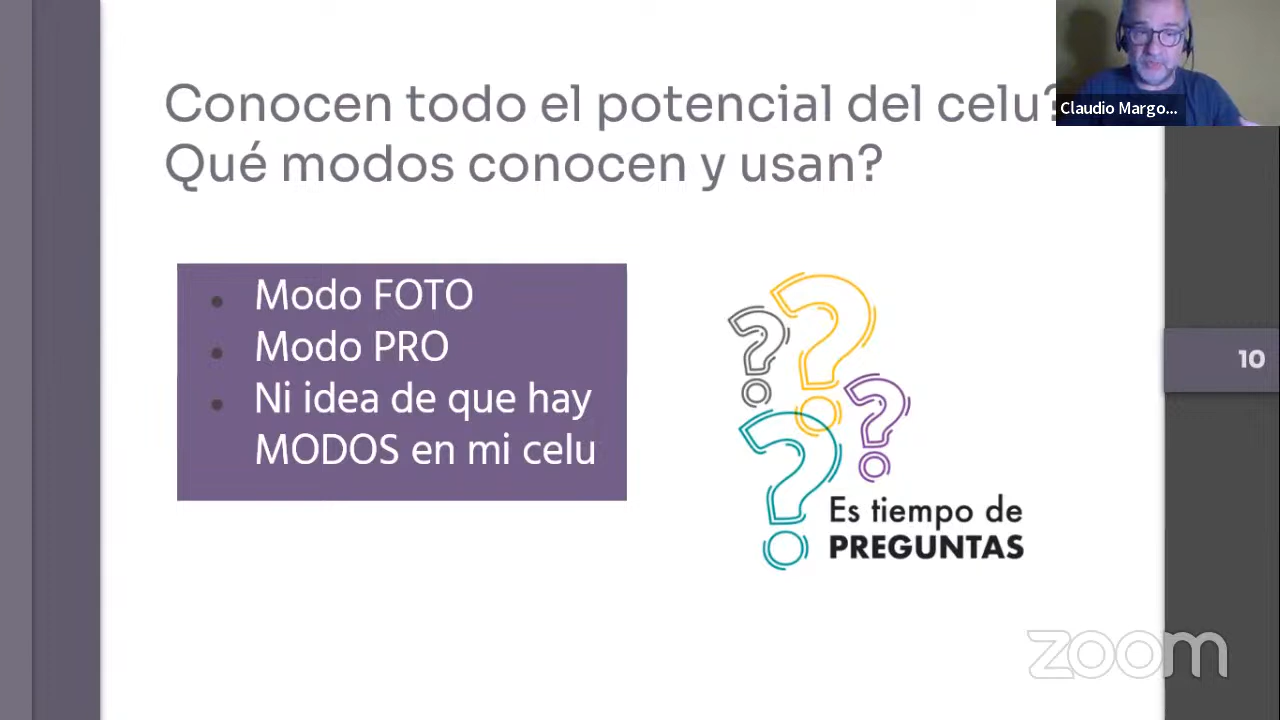 Conocen todo el potencial del celu?
Qué modos conocen y usan?
Claudio Margo...
• Modo FOTO
• Modo PRO
• Ni idea de que hay
MODOS en mi celu
10
Es tiempo de
PREGUNTAS
zoom